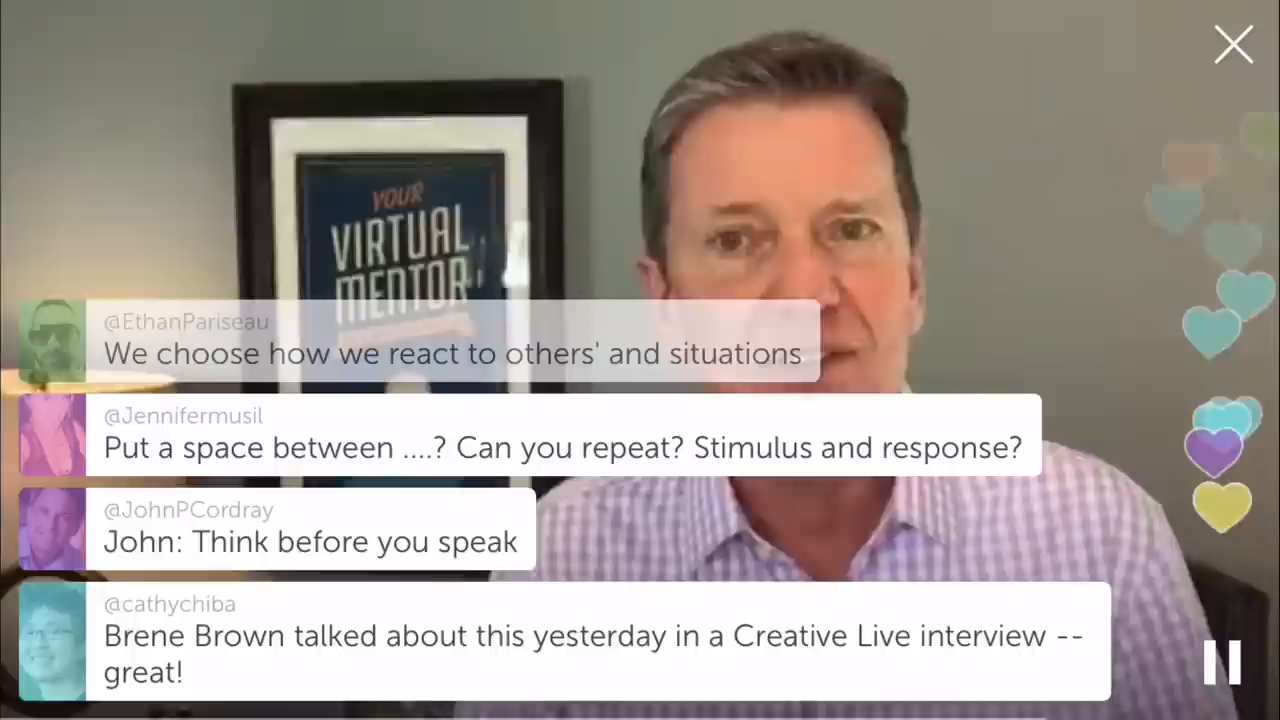 YOUR
VIRTUAL
MENTOR
@EthanPariseau
We choose how we react to others' and situations
@Jennifermusil
Put a space between ....? Can you repeat? Stimulus and response?
@JohnPCordray
John: Think before you speak
@cathychiba
Brene Brown talked about this yesterday in a Creative Live interview --
great!